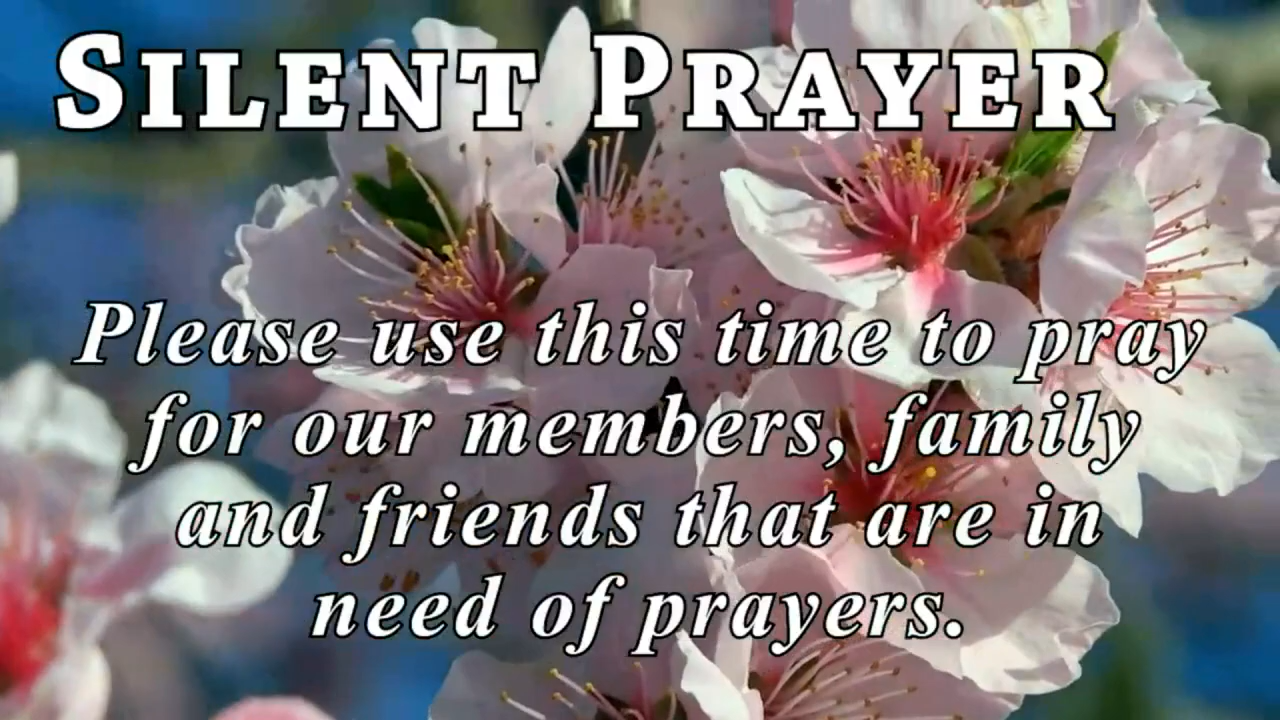 SILENT PRAYER
Please use this time to pray
for our members, family
and friends that are in
need of prayers.